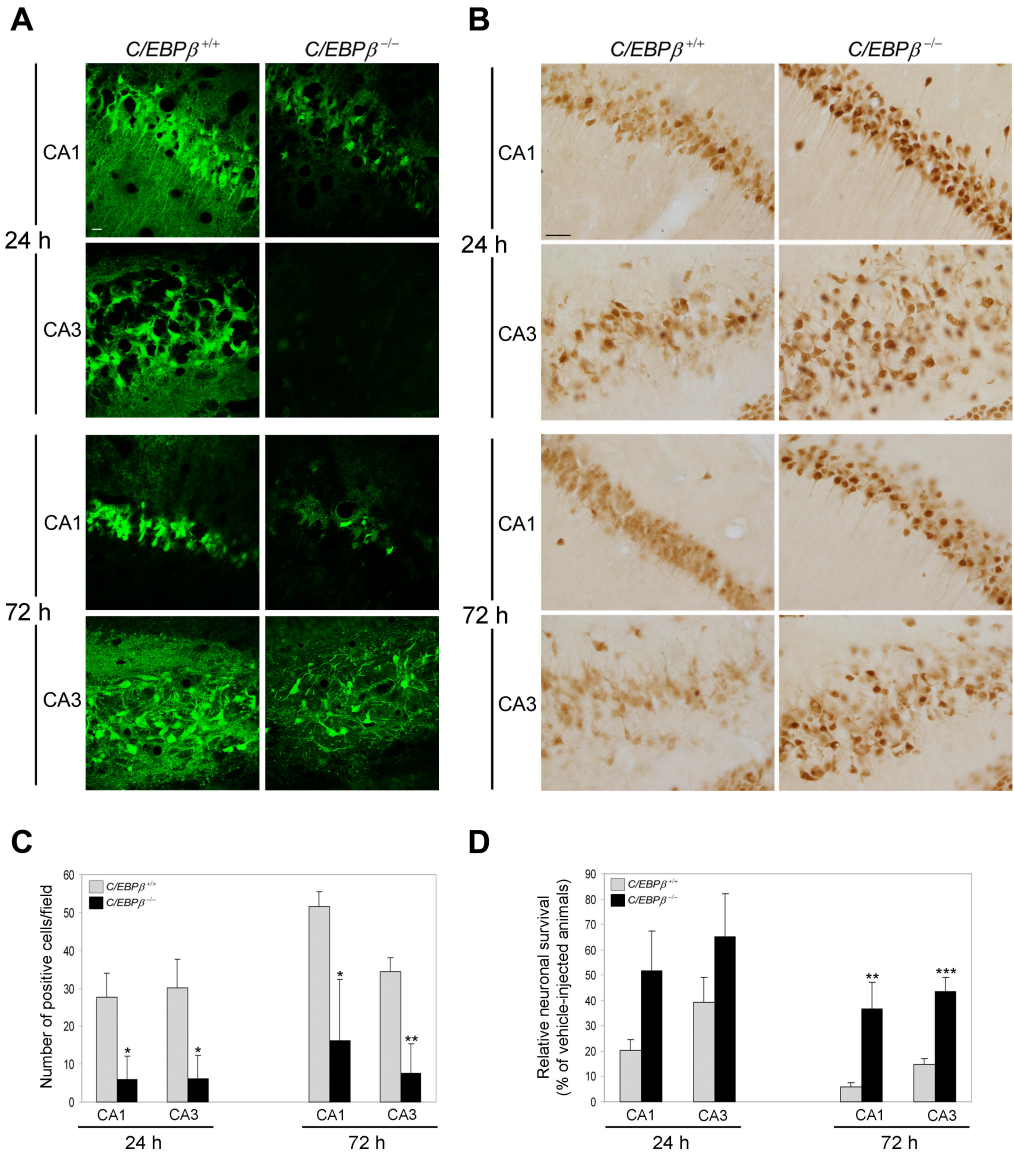 A
C/EBPβ+/+
C/EBPβ−/−
CA1
24 h
CA3
CA1
72 h
CA3
B
C/EBPβ+/+
C/EBPβ−/−
CA1
24 h
CA3
CA1
72 h
CA3
C
Number of positive cells/field
60
50
40
30
20
10
0
C/EBPβ+/+
C/EBPβ−/−
*
*
*
**
CA1
CA3
CA1
CA3
24 h
72 h
D
Relative neuronal survival
(% of vehicle-injected animals)
90
80
70
60
50
40
30
20
10
0
C/EBPβ+/+
C/EBPβ−/−
**
***
CA1
CA3
CA1
CA3
24 h
72 h